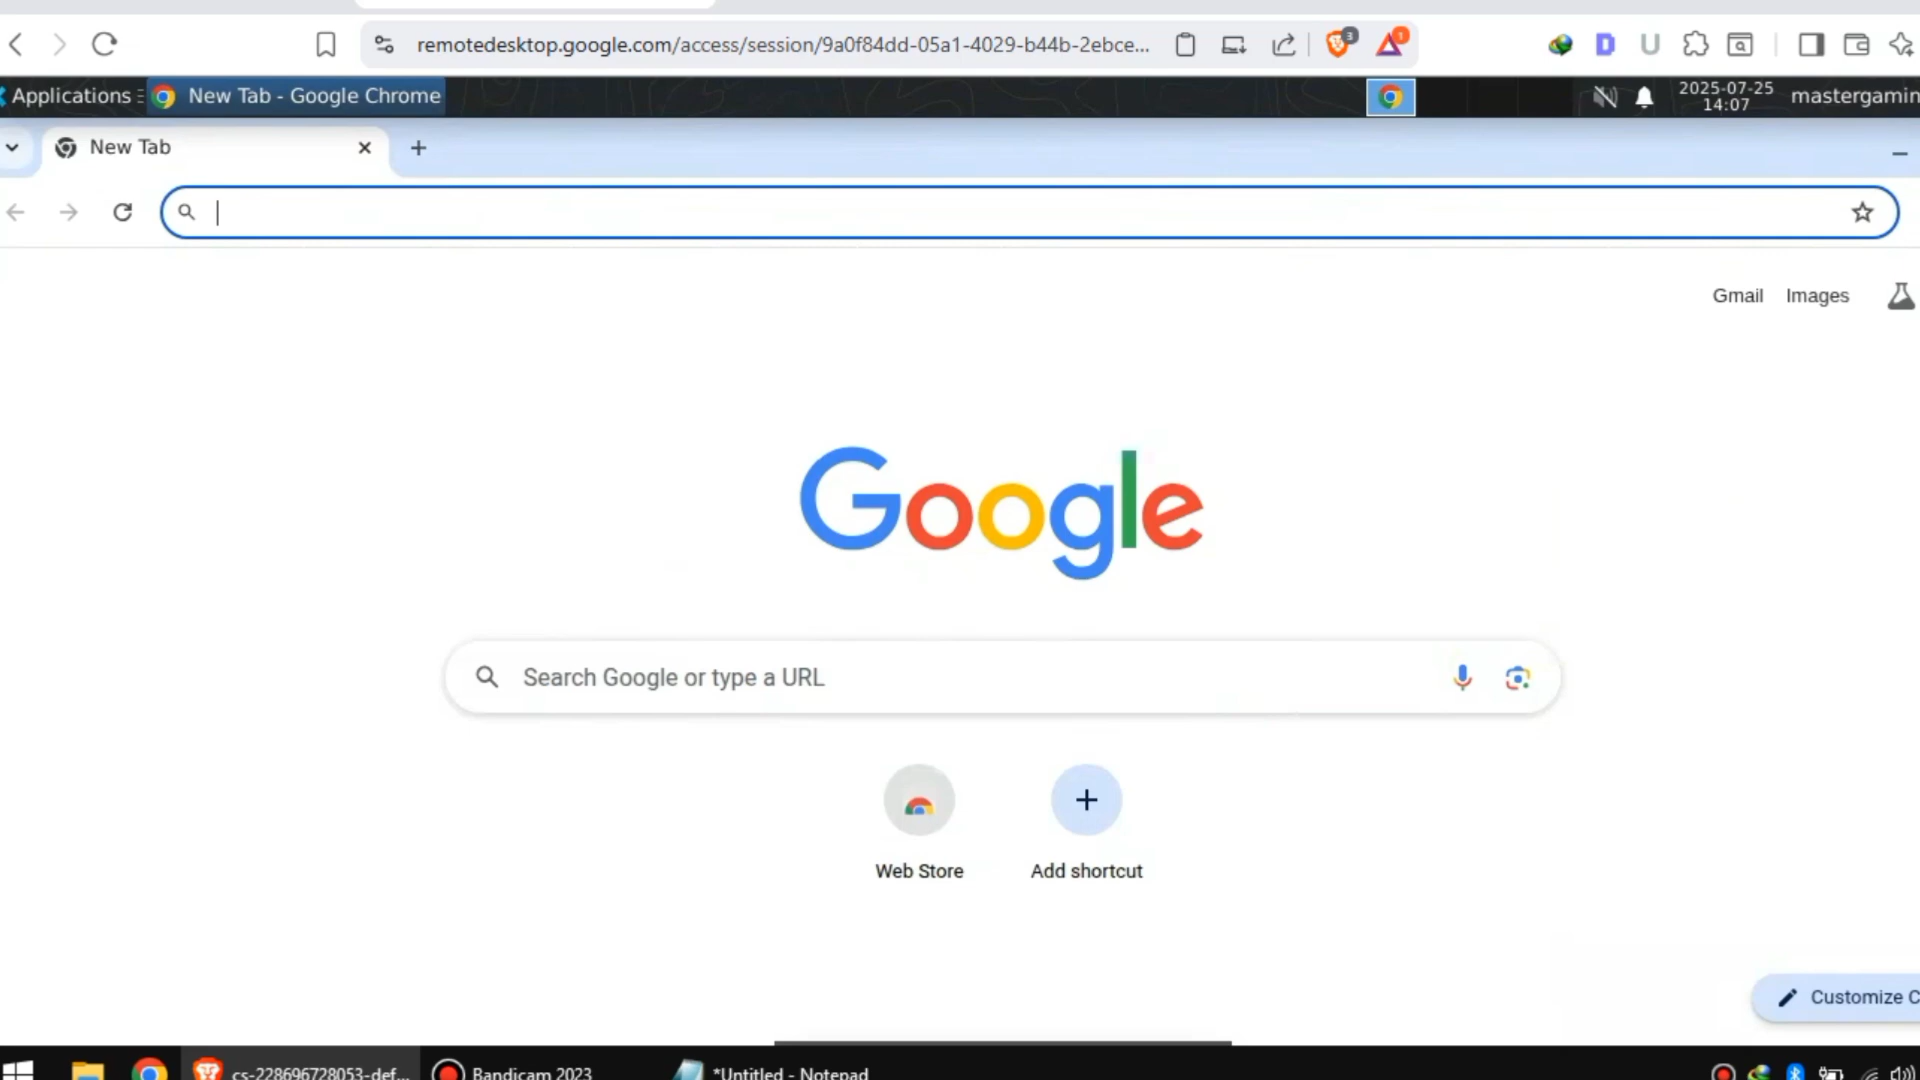 remotedesktop.google.com/access/session/9a0f84dd-05a1-4029-b44b-2ebce...
3
1
D
U
Applications
New Tab - Google Chrome
2025-07-25
14:07
mastergamin
New Tab
Gmail
Images
Google
Search Google or type a URL
Web Store
Add shortcut
Customize C
cs-228696728053-def...
Bandicam 2023
*Untitled - Notepad